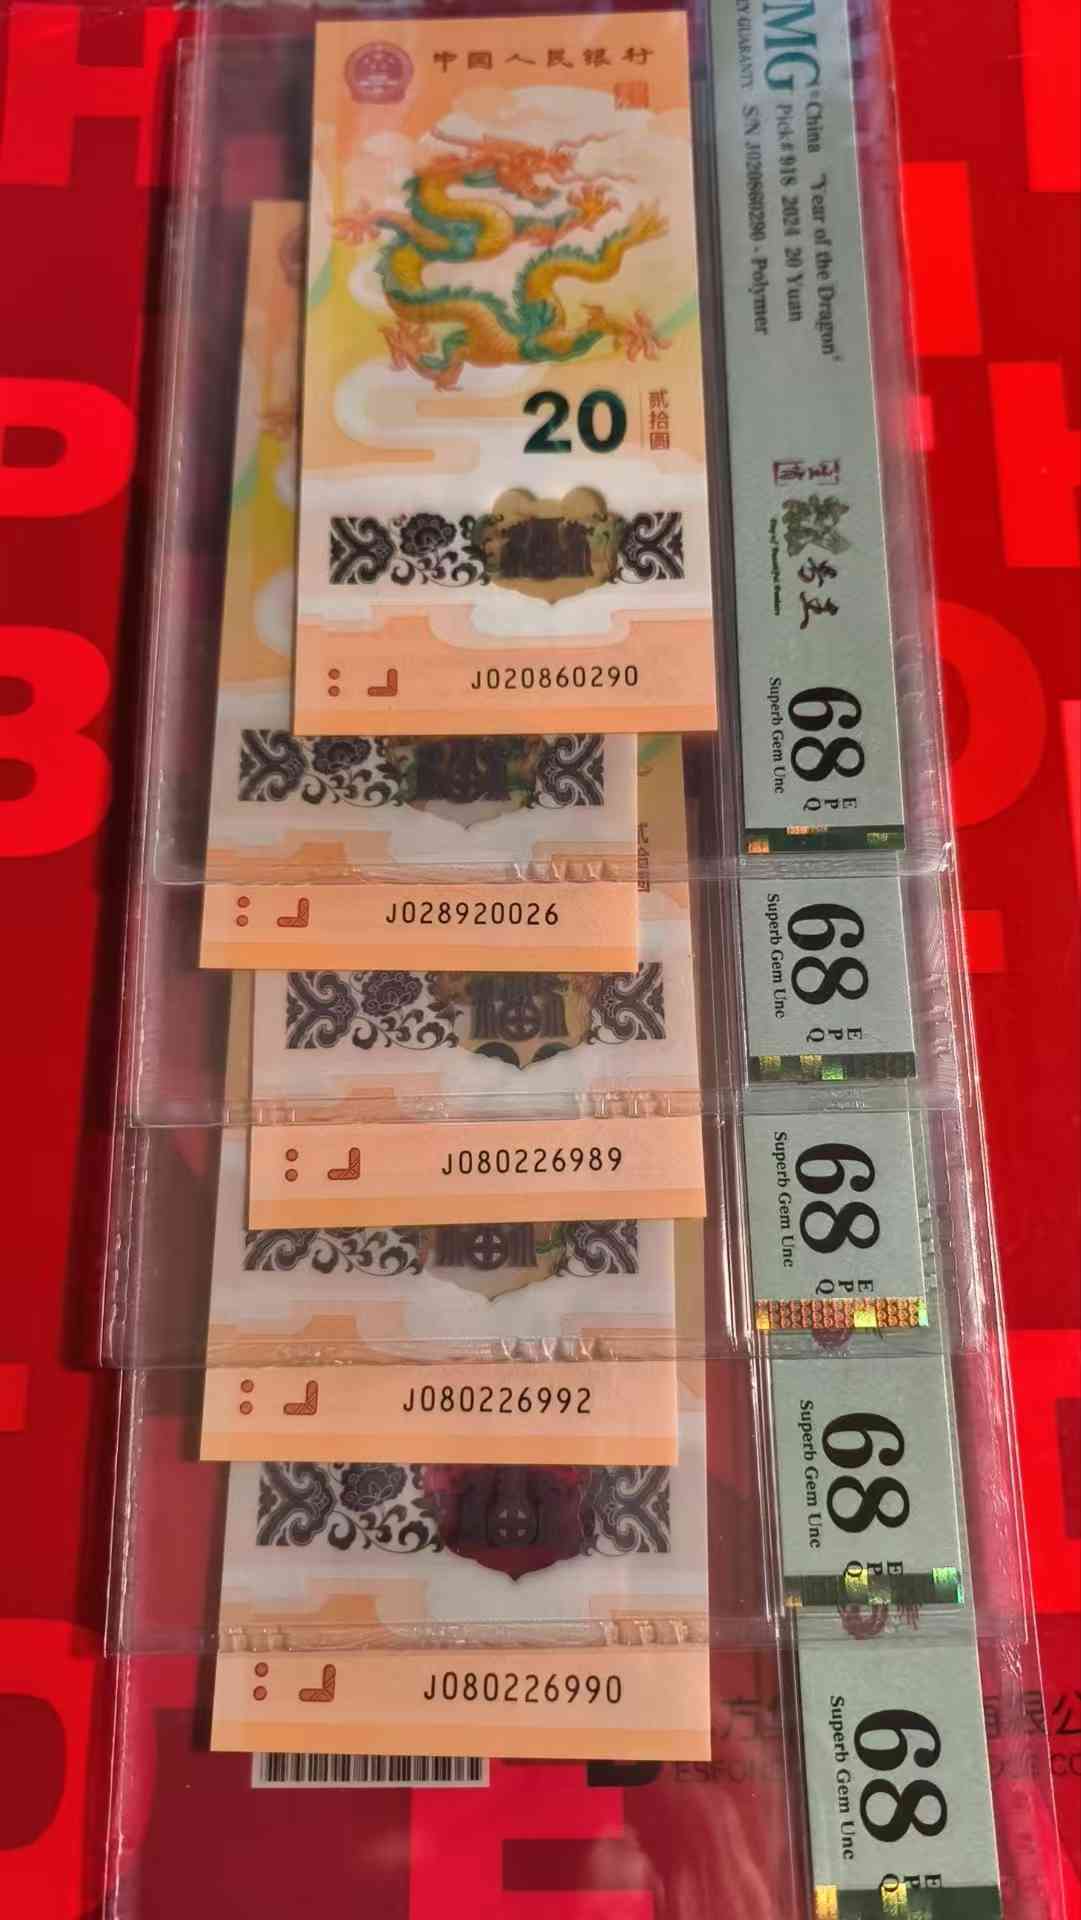 中国人民银行
20
贰拾圆
J020860290
J028920026
J080226989
J080226992
J080226990
PMG
China "Year of the Dragon"
Pick# 918 2024 20 Yuan
S/N J020860290 - Polymer
68
EPQ
Superb Gem Unc
68
EPQ
Superb Gem Unc
68
EPQ
Superb Gem Unc
68
EPQ
Superb Gem Unc
68
EPQ
Superb Gem Unc